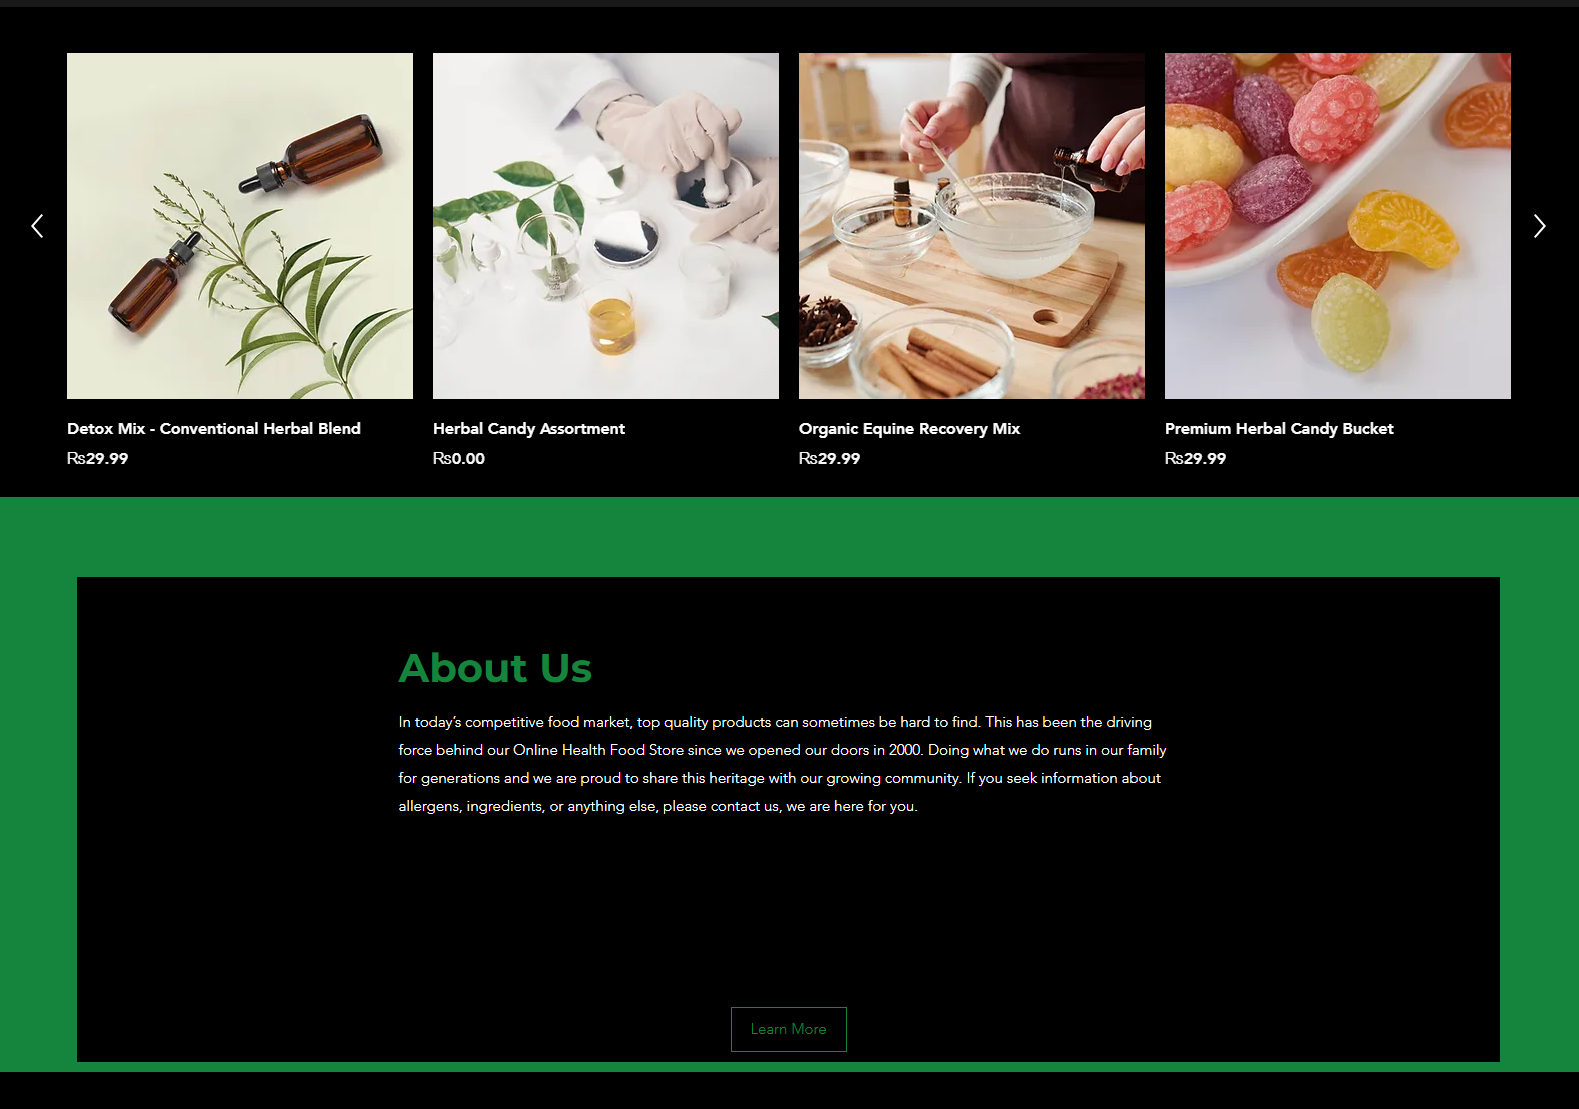 Detox Mix - Conventional Herbal Blend
₨29.99
Herbal Candy Assortment
₨0.00
Organic Equine Recovery Mix
₨29.99
Premium Herbal Candy Bucket
₨29.99
About Us
In today’s competitive food market, top quality products can sometimes be hard to find. This has been the driving
force behind our Online Health Food Store since we opened our doors in 2000. Doing what we do runs in our family
for generations and we are proud to share this heritage with our growing community. If you seek information about
allergens, ingredients, or anything else, please contact us, we are here for you.
Learn More